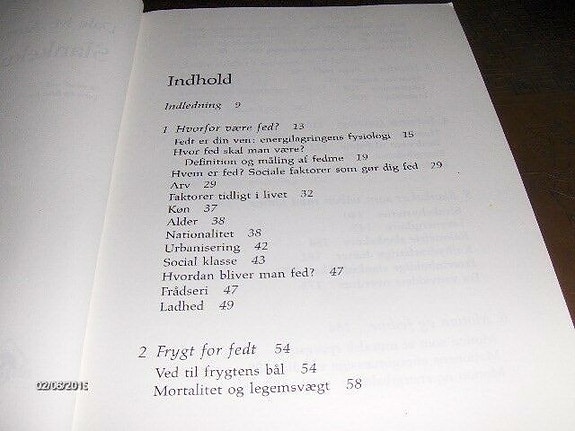 Indhold
Indledning 9
1 Hvorfor være fed? 13
Fedt er din ven: energilagringens fysiologi 15
Hvor fed skal man være?
Definition og måling af fedme 19
Hvem er fed? Sociale faktorer som gør dig fed 29
Arv 29
Faktorer tidligt i livet 32
Køn 37
Alder 38
Nationalitet 38
Urbanisering 42
Social klasse 43
Hvordan bliver man fed? 47
Frådseri 47
Ladhed 49
2 Frygt for fedt 54
Ved til frygtens bål 54
Mortalitet og legemsvægt 58
02/08/2015